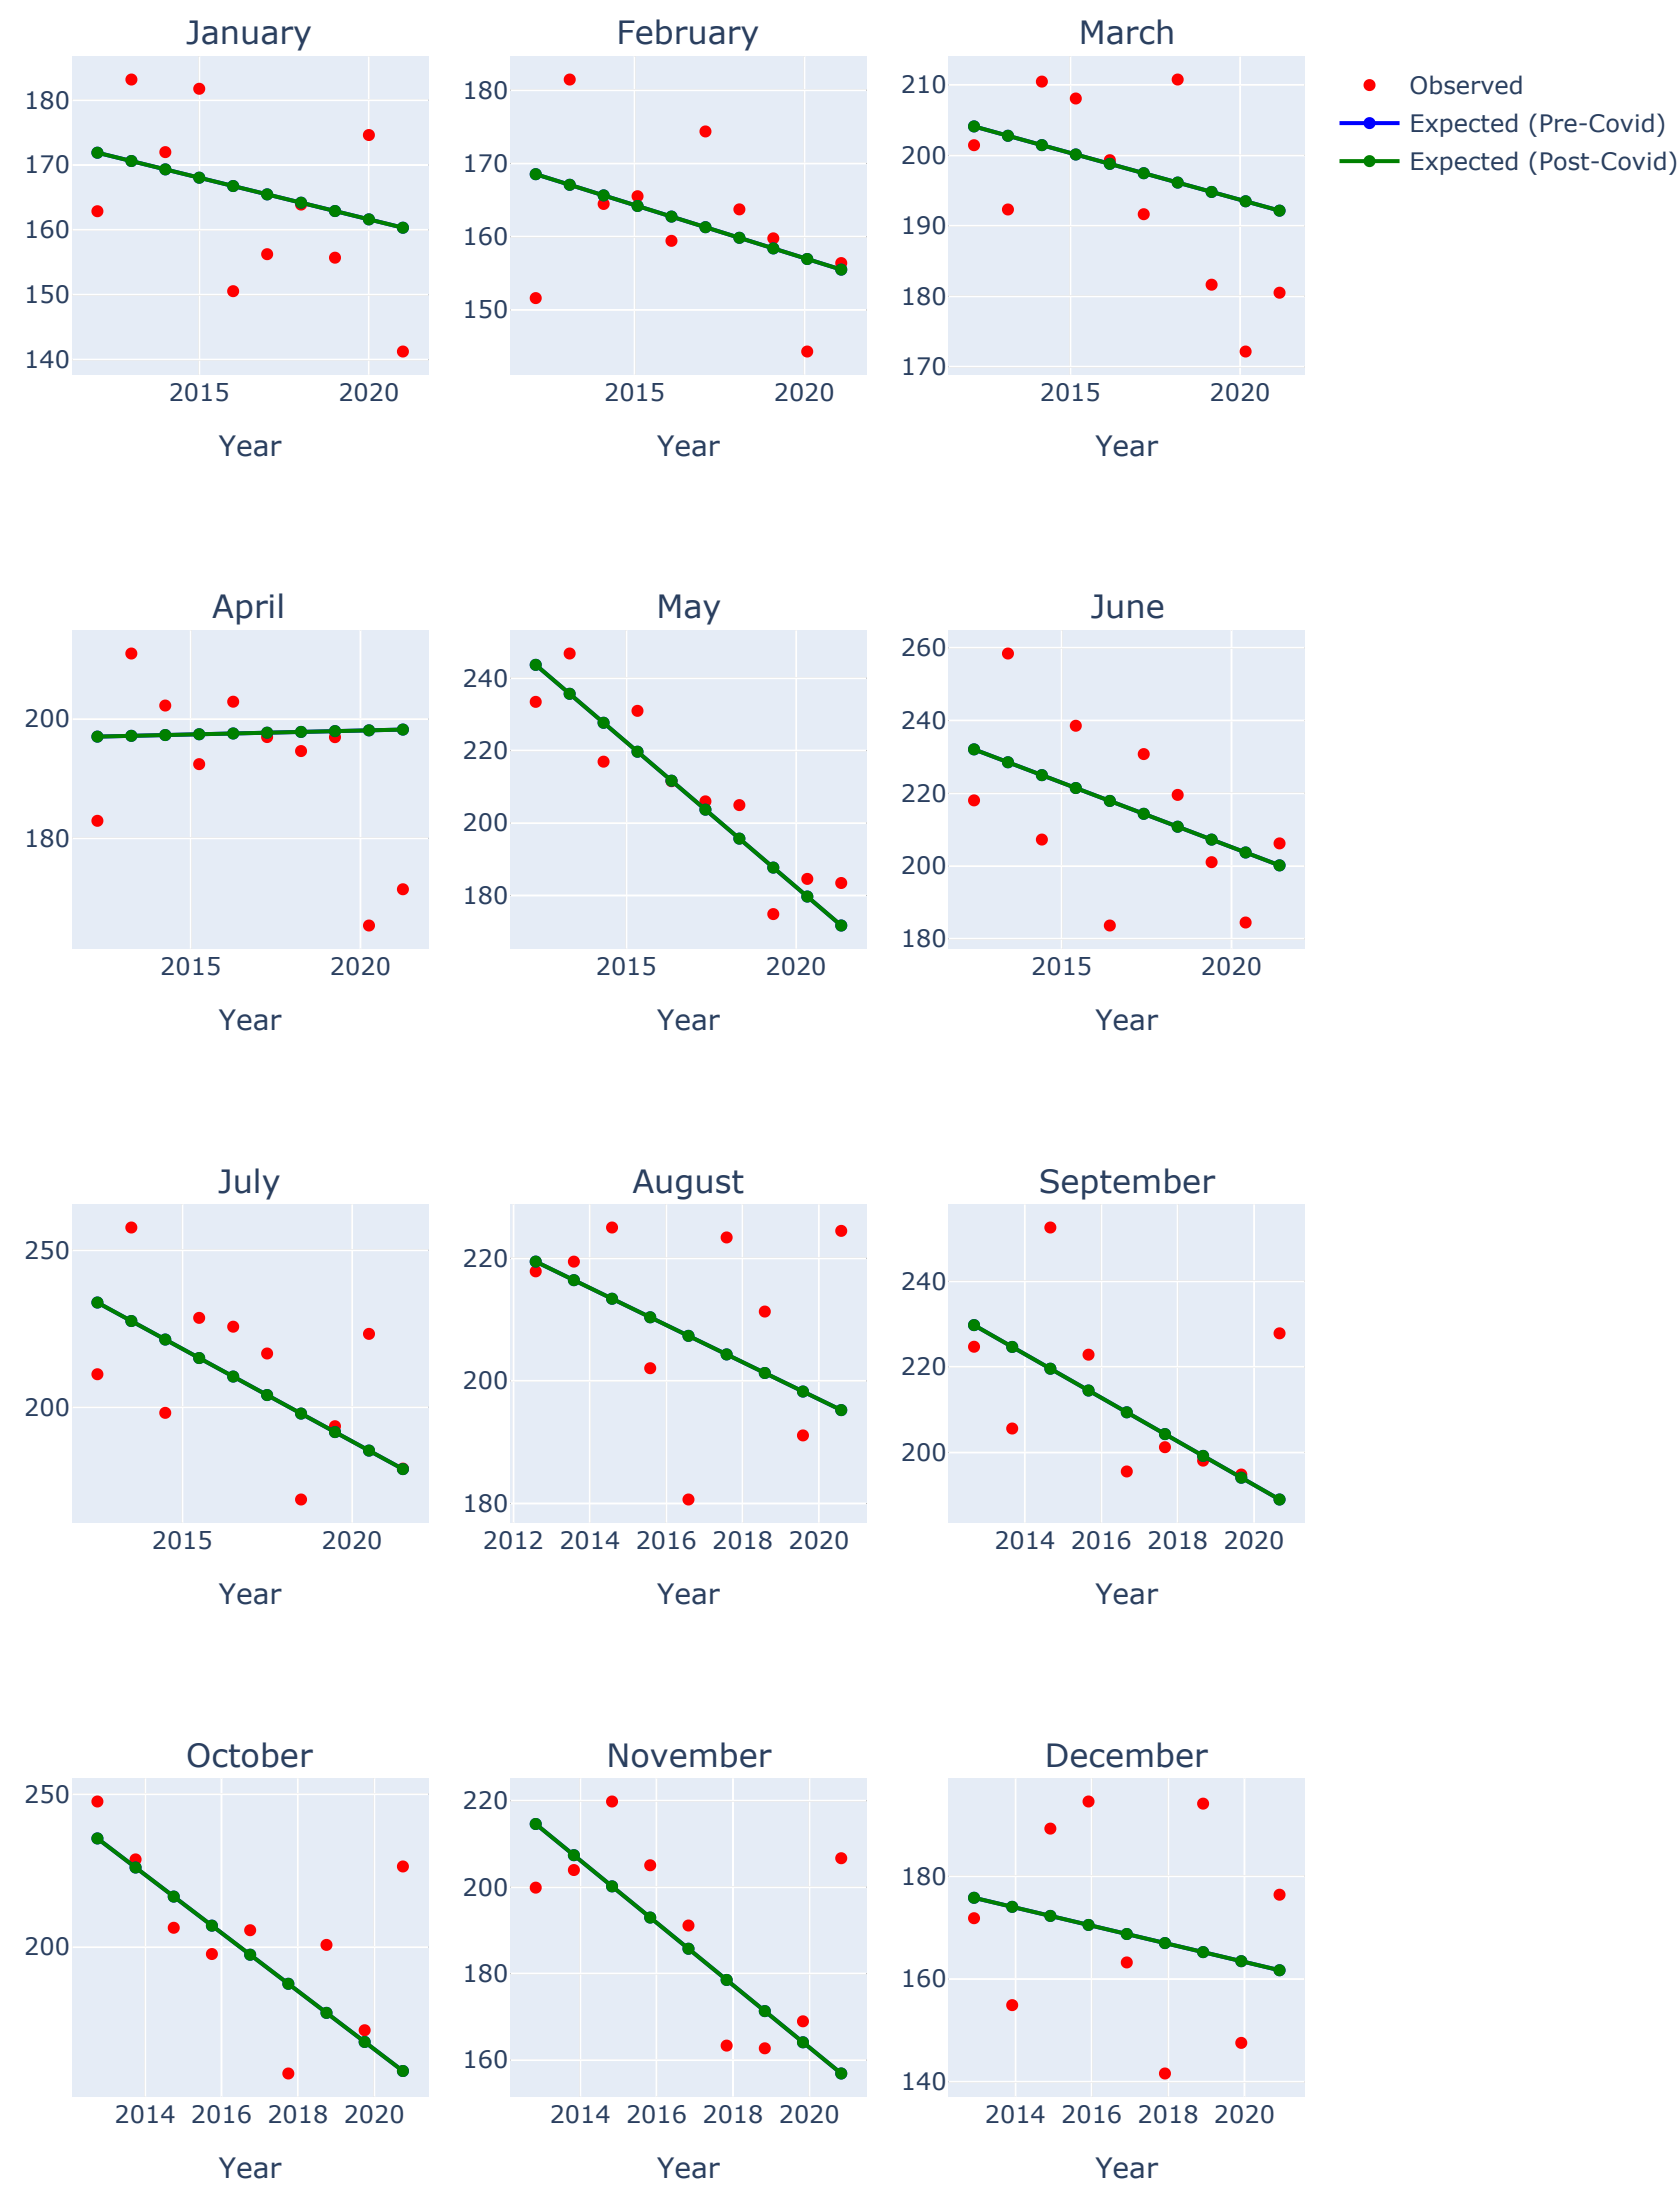 January February March
180
170
160
150
140
2015 2020
Year
180
170
160
150
2015 2020
Year
210
200
190
180
170
2015 2020
Year
Observed
Expected (Pre-Covid)
Expected (Post-Covid)
April May June
200
180
2015 2020
Year
240
220
200
180
2015 2020
Year
260
240
220
200
180
2015 2020
Year
July August September
250
200
2015 2020
Year
220
200
180
2012 2014 2016 2018 2020
Year
240
220
200
2014 2016 2018 2020
Year
October November December
250
200
2014 2016 2018 2020
Year
220
200
180
160
2014 2016 2018 2020
Year
180
160
140
2014 2016 2018 2020
Year